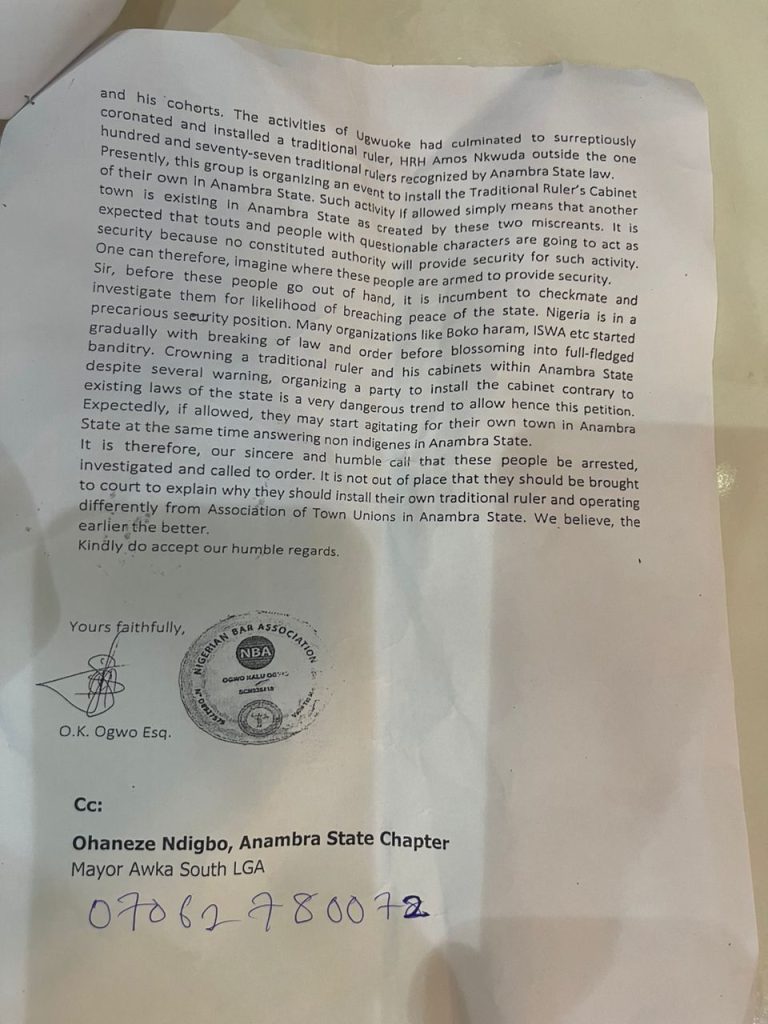 and his cohorts. The activities of Ugwuoke had culminated to surreptiously
coronated and installed a traditional ruler, HRH Amos Nkwuda outside the one
hundred and seventy-seven traditional rulers recognized by Anambra State law.
Presently, this group is organizing an event to install the Traditional Ruler's Cabinet
of their own in Anambra State. Such activity if allowed simply means that another
town is existing in Anambra State as created by these two miscreants. It is
expected that touts and people with questionable characters are going to act as
security because no constituted authority will provide security for such activity.
One can therefore, imagine where these people are armed to provide security.
Sir, before these people go out of hand, it is incumbent to checkmate and
investigate them for likelihood of breaching peace of the state. Nigeria is in a
precarious security position. Many organizations like Boko haram, ISWA etc started
gradually with breaking of law and order before blossoming into full-fledged
banditry. Crowning a traditional ruler and his cabinets within Anambra State
despite several warning, organizing a party to install the cabinet contrary to
existing laws of the state is a very dangerous trend to allow hence this petition.
Expectedly, if allowed, they may start agitating for their own town in Anambra
State at the same time answering non indigenes in Anambra State.
It is therefore, our sincere and humble call that these people be arrested,
investigated and called to order. It is not out of place that they should be brought
to court to explain why they should install their own traditional ruler and operating
differently from Association of Town Unions in Anambra State. We believe, the
earlier the better.
Kindly do accept our humble regards.
Yours faithfully,
NIGERIAN BAR ASSOCIATION
NBA
OGWO KALU
O.K. Ogwo Esq.
Cc:
Ohaneze Ndigbo, Anambra State Chapter
Mayor Awka South LGA
07062780072